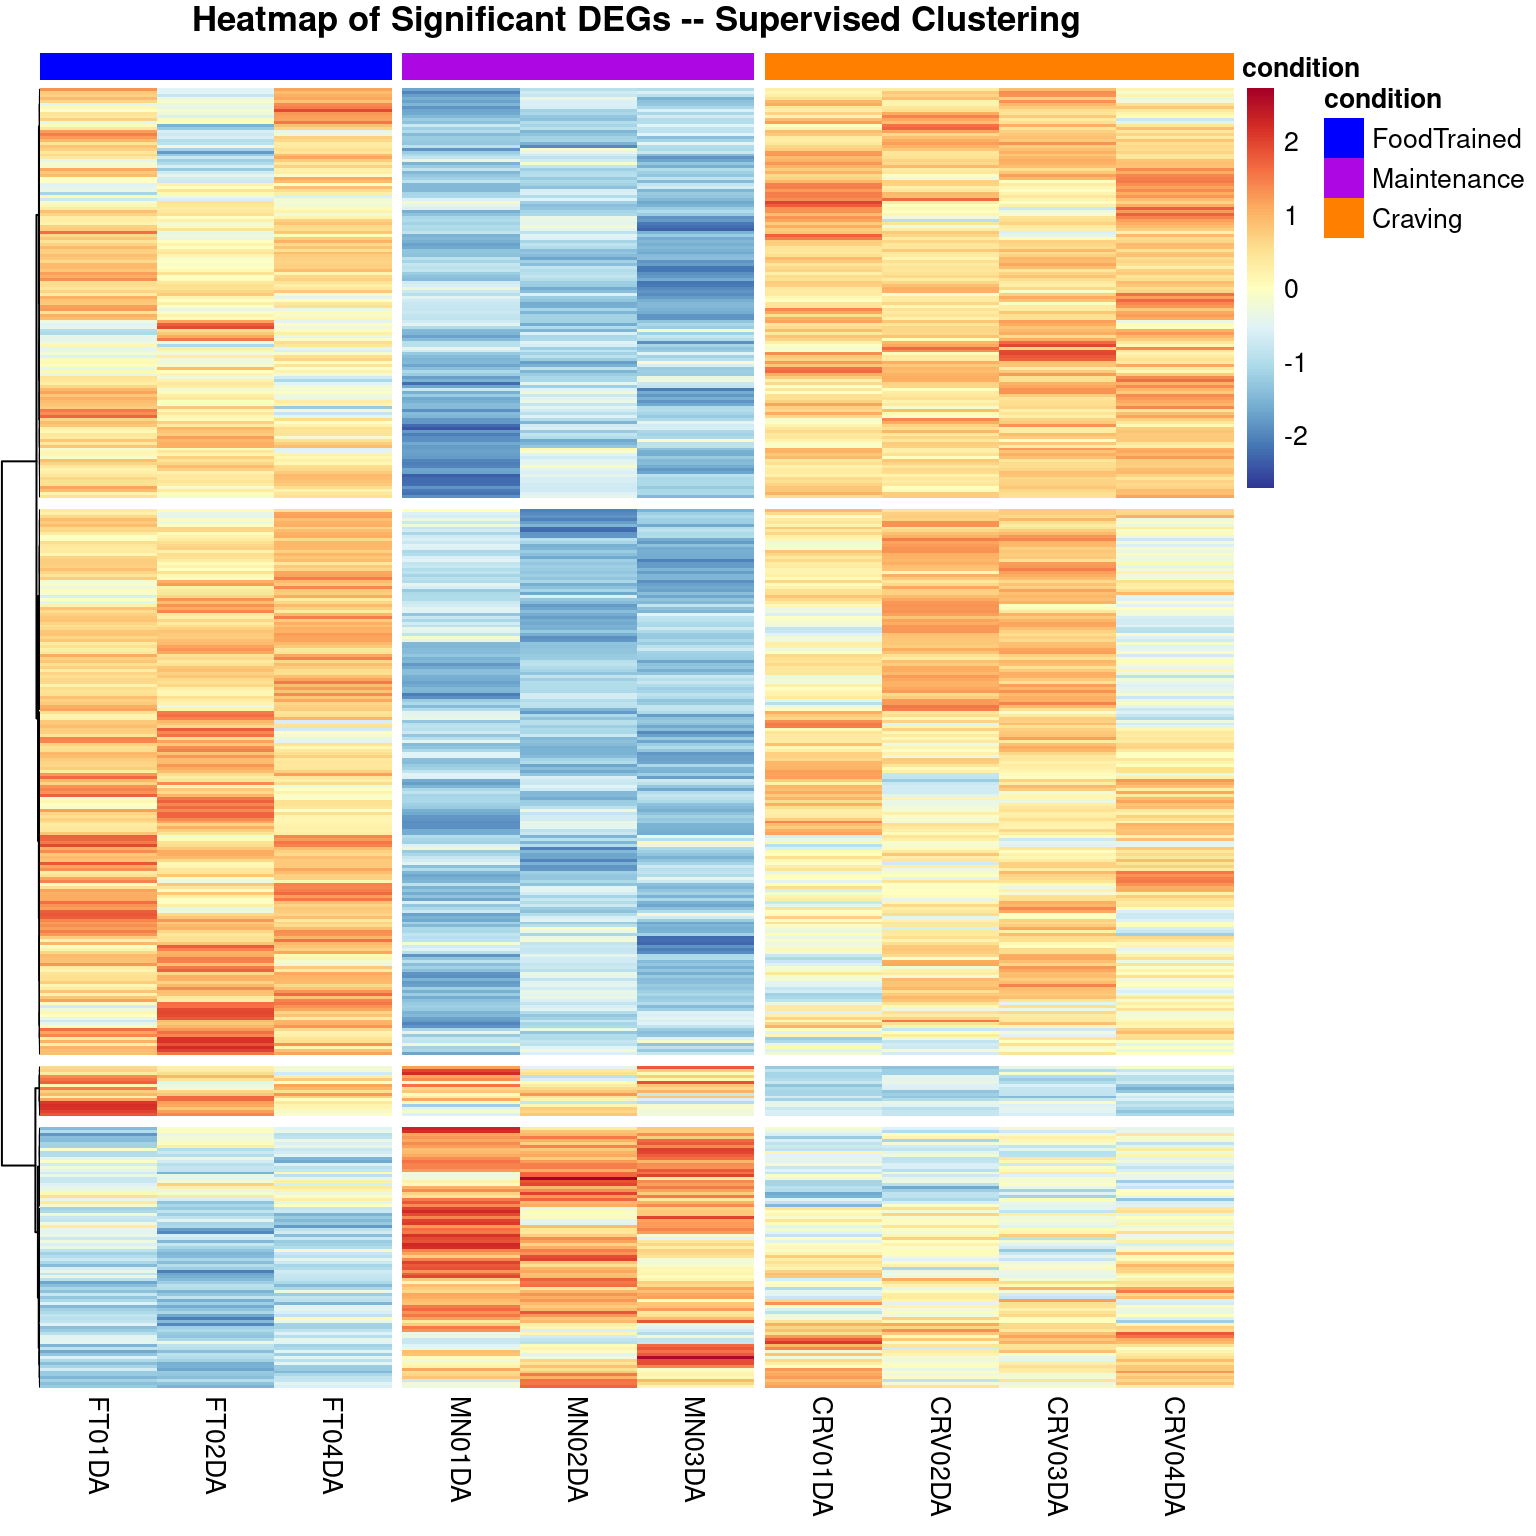 Heatmap of Significant DEGs -- Supervised Clustering
condition
condition
FoodTrained
Maintenance
Craving
2
1
0
-1
-2
FT01DA
FT02DA
FT04DA
MN01DA
MN02DA
MN03DA
CRV01DA
CRV02DA
CRV03DA
CRV04DA